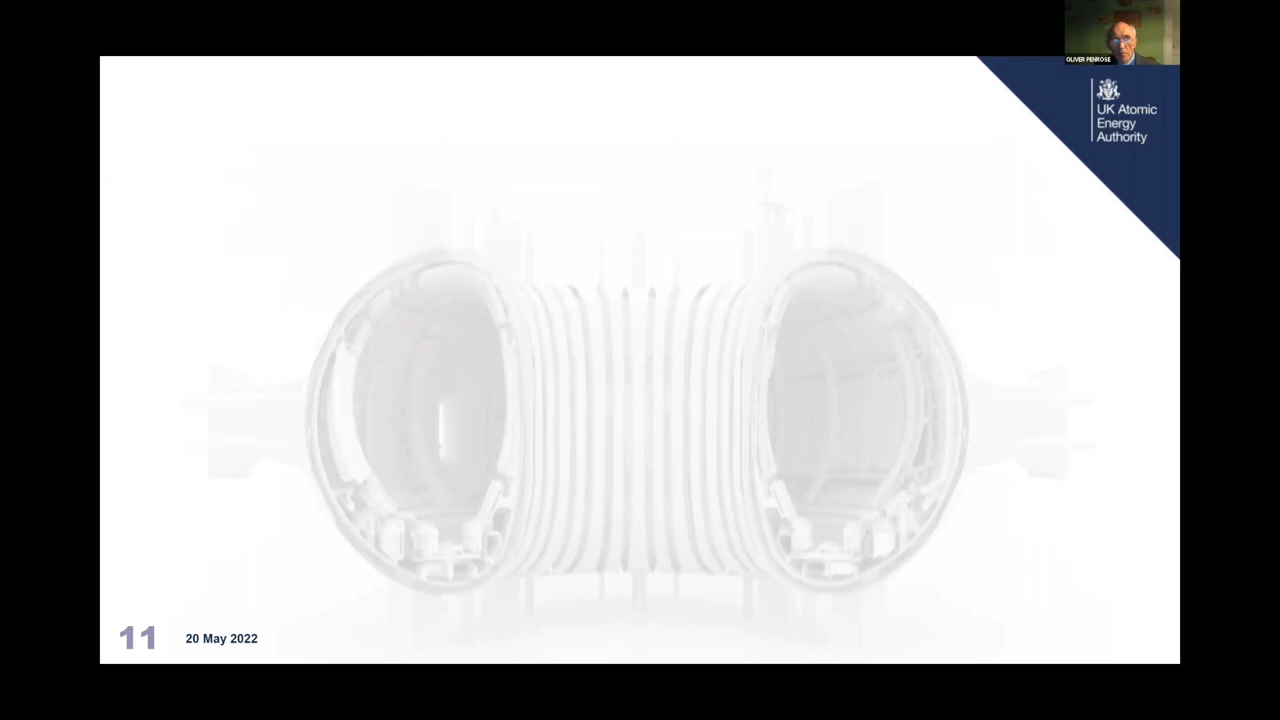 OLIVER PENROSE
UK Atomic
Energy
Authority
11
20 May 2022